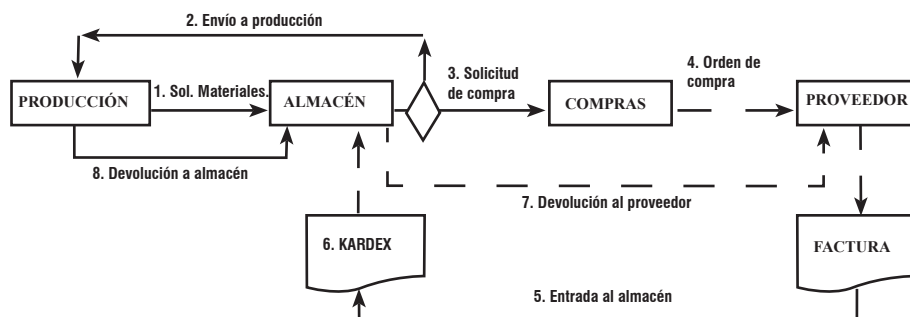 2. Envío a producción
PRODUCCIÓN
1. Sol. Materiales.
ALMACÉN
3. Solicitud
de compra
COMPRAS
4. Orden de
compra
PROVEEDOR
8. Devolución a almacén
7. Devolución al proveedor
6. KARDEX
FACTURA
5. Entrada al almacén